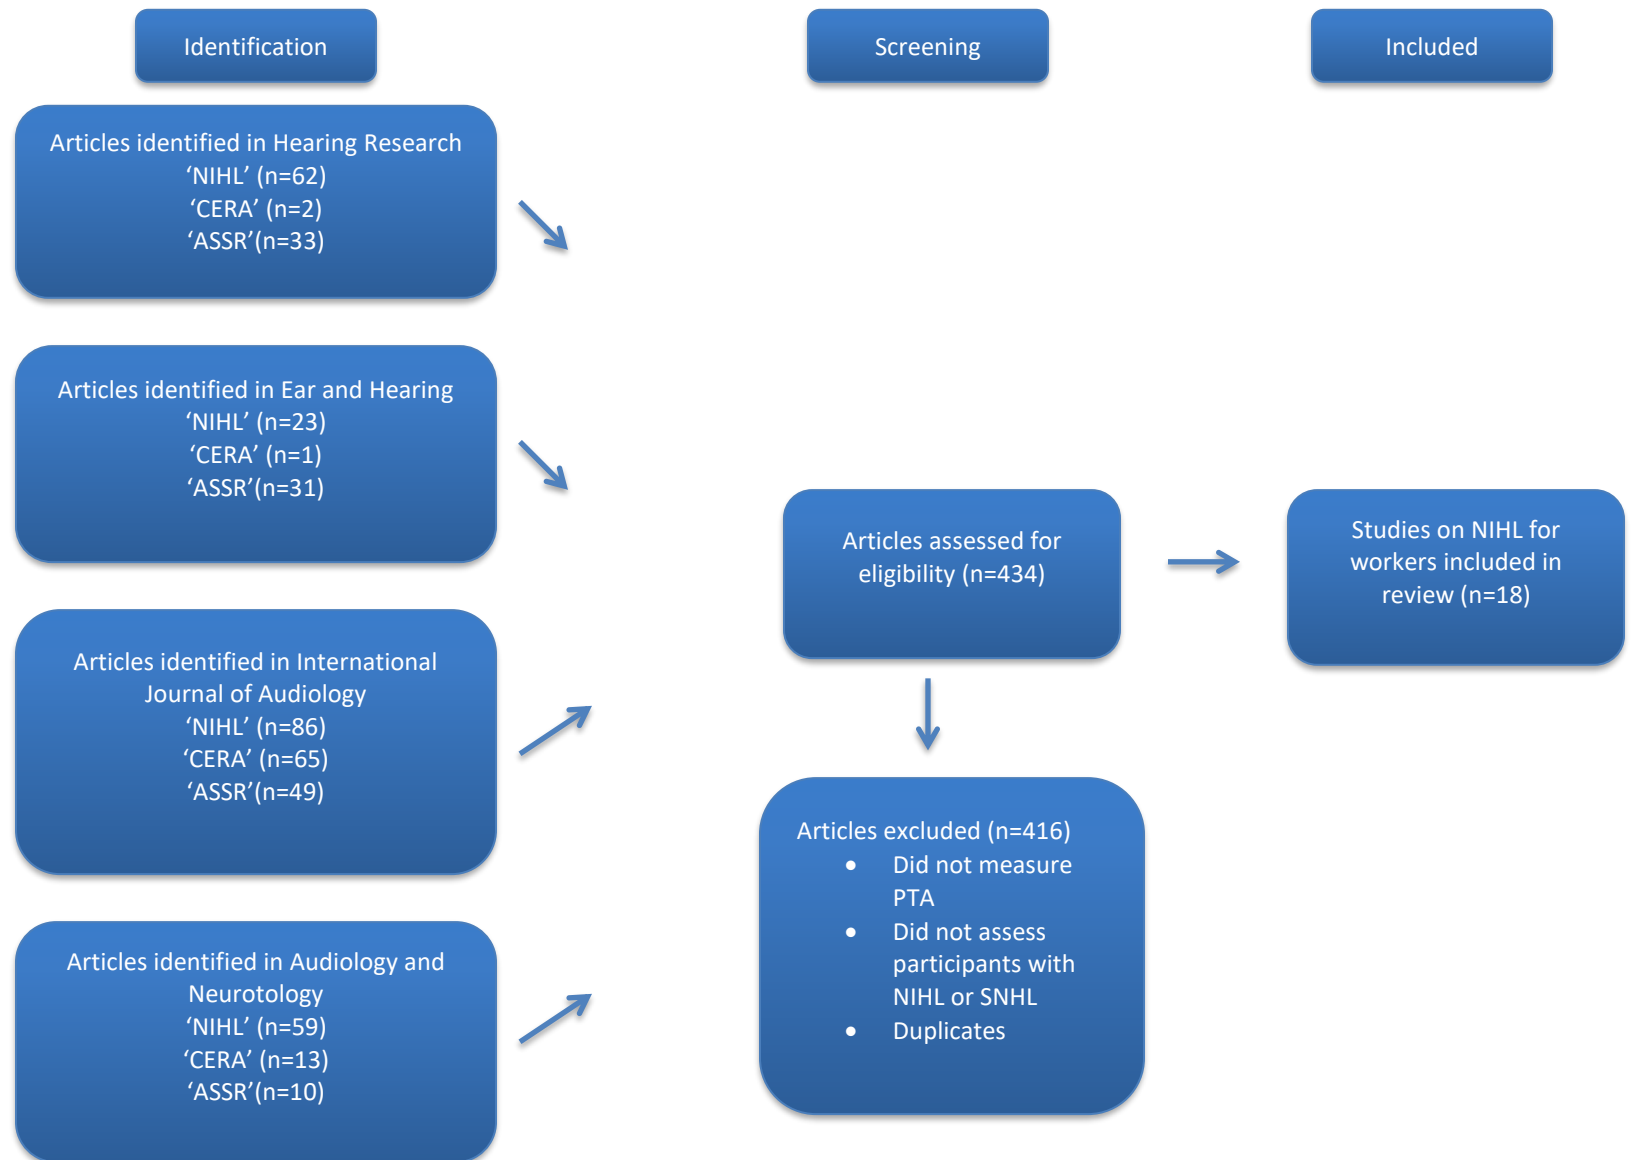 Identification
Screening
Included
Articles identified in Hearing Research
‘NIHL’ (n=62)
‘CERA’ (n=2)
‘ASSR’(n=33)
Articles identified in Ear and Hearing
‘NIHL’ (n=23)
‘CERA’ (n=1)
‘ASSR’(n=31)
Articles identified in International
Journal of Audiology
‘NIHL’ (n=86)
‘CERA’ (n=65)
‘ASSR’(n=49)
Articles identified in Audiology and
Neurotology
‘NIHL’ (n=59)
‘CERA’ (n=13)
‘ASSR’(n=10)
Articles assessed for
eligibility (n=434)
Articles excluded (n=416)
• Did not measure
PTA
• Did not assess
participants with
NIHL or SNHL
• Duplicates
Studies on NIHL for
workers included in
review (n=18)